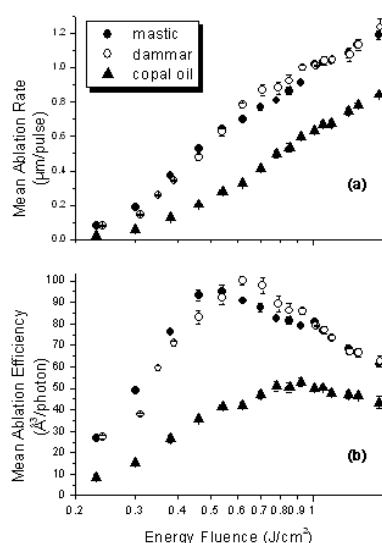 mastic
dammar
copal oil
1.2
1.0
0.8
0.6
0.4
0.2
0.0
Mean Ablation Rate
(μm/pulse)
(a)
100
90
80
70
60
50
40
30
20
10
0
Mean Ablation Efficiency
(Å³/photon)
(b)
0.2 0.3 0.4 0.5 0.6 0.7 0.8 0.9 1
Energy Fluence (J/cm²)